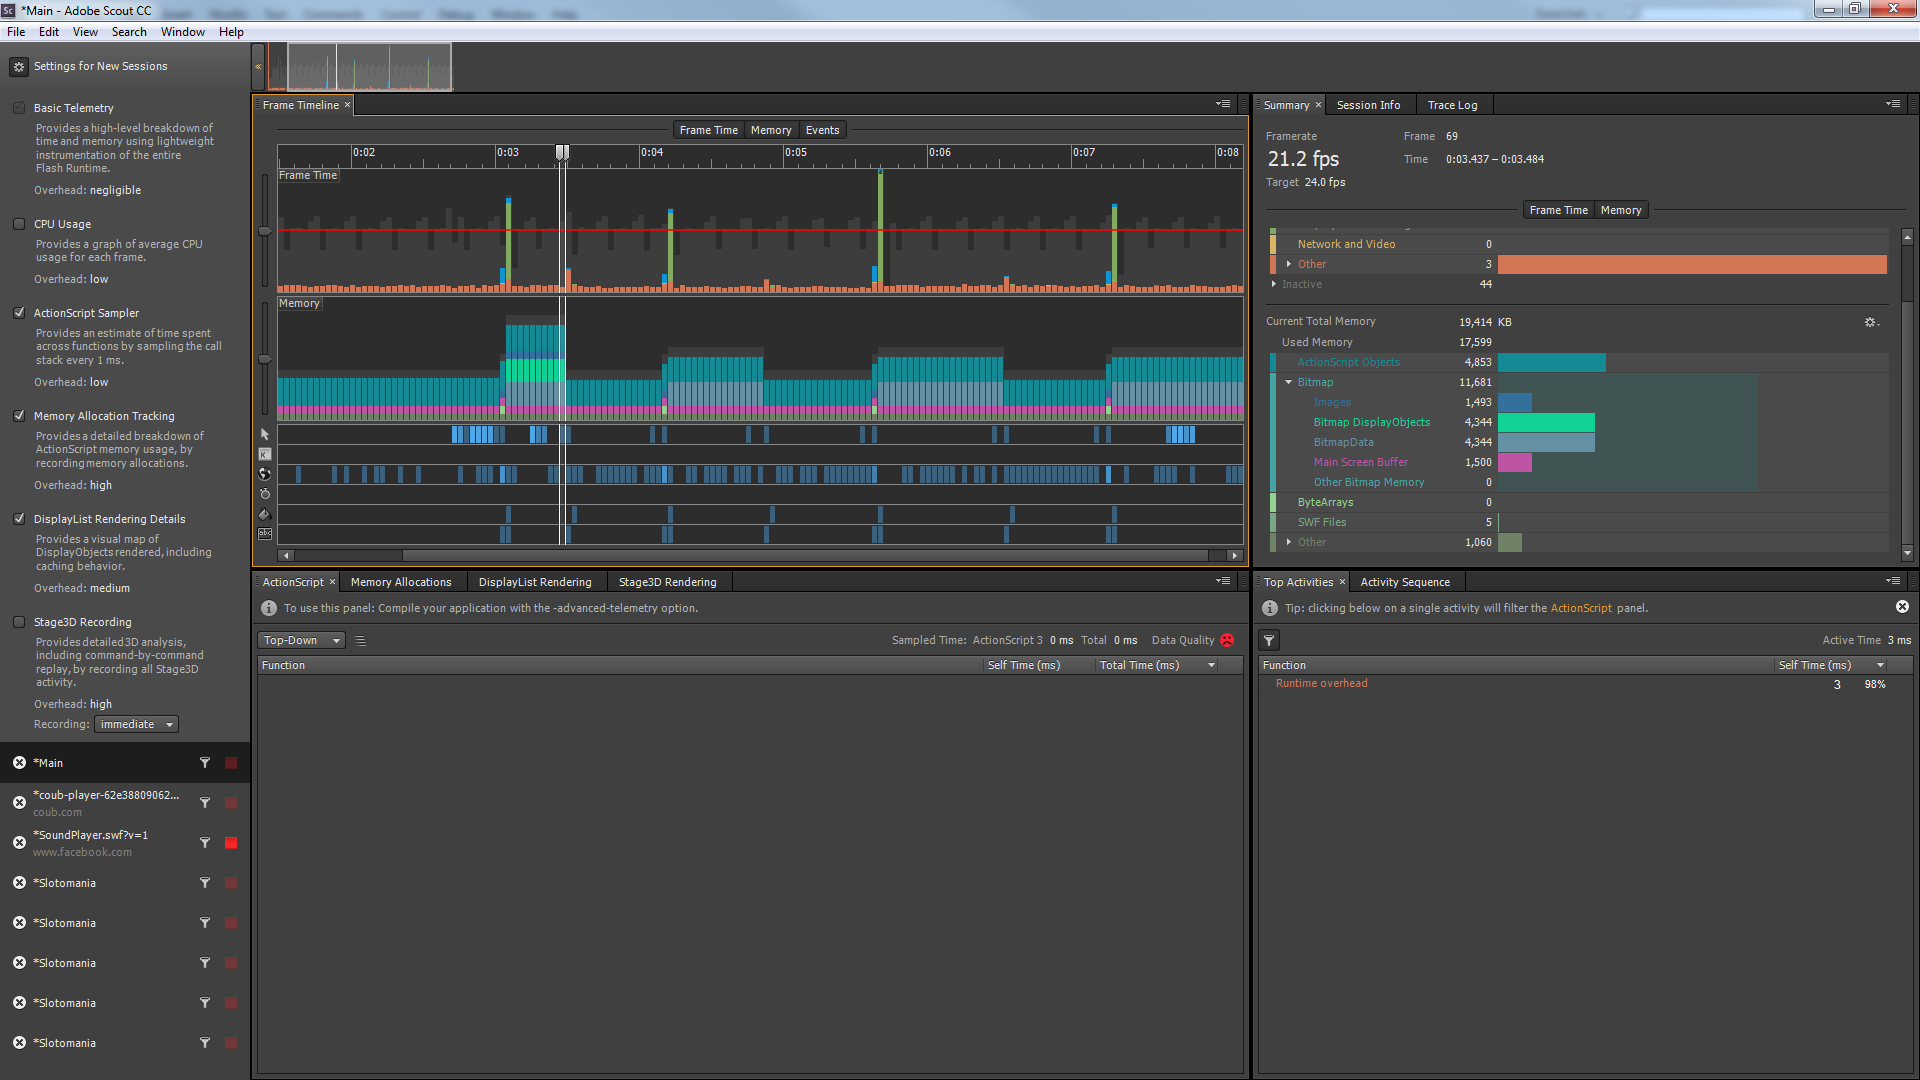 *Main - Adobe Scout CC
File Edit View Search Window Help
Settings for New Sessions
Basic Telemetry
Provides a high-level breakdown of
time and memory using lightweight
instrumentation of the entire
Flash Runtime.
Overhead: negligible
CPU Usage
Provides a graph of average CPU
usage for each frame.
Overhead: low
ActionScript Sampler
Provides an estimate of time spent
across functions by sampling the call
stack every 1 ms.
Overhead: low
Memory Allocation Tracking
Provides a detailed breakdown of
ActionScript memory usage, by
recording memory allocations.
Overhead: high
DisplayList Rendering Details
Provides a visual map of
DisplayObjects rendered, including
caching behavior.
Overhead: medium
Stage3D Recording
Provides detailed 3D analysis,
including command-by-command
replay, by recording all Stage3D
activity.
Overhead: high
Recording: immediate
*Main
*coub-player-62e38809062...
coub.com
*SoundPlayer.swf?v=1
www.facebook.com
*Slotomania
*Slotomania
*Slotomania
*Slotomania
*Slotomania
Frame Timeline
Frame Time Memory Events
0:02 0:03 0:04 0:05 0:06 0:07 0:08
Frame Time
Memory
Summary Session Info Trace Log
Framerate
21.2 fps
Target 24.0 fps
Frame 69
Time 0:03.437 – 0:03.484
Frame Time Memory
Network and Video 0
Other 3
Inactive 44
Current Total Memory 19,414 KB
Used Memory 17,599
ActionScript Objects 4,853
Bitmap 11,681
Images 1,493
Bitmap DisplayObjects 4,344
BitmapData 4,344
Main Screen Buffer 1,500
Other Bitmap Memory 0
ByteArrays 0
SWF Files 5
Other 1,060
ActionScript Memory Allocations DisplayList Rendering Stage3D Rendering
To use this panel: Compile your application with the -advanced-telemetry option.
Top-Down
Sampled Time: ActionScript 3 0 ms Total 0 ms Data Quality
Function Self Time (ms) Total Time (ms)
Top Activities Activity Sequence
Tip: clicking below on a single activity will filter the ActionScript panel.
Active Time 3 ms
Function Self Time (ms)
Runtime overhead 3 98%